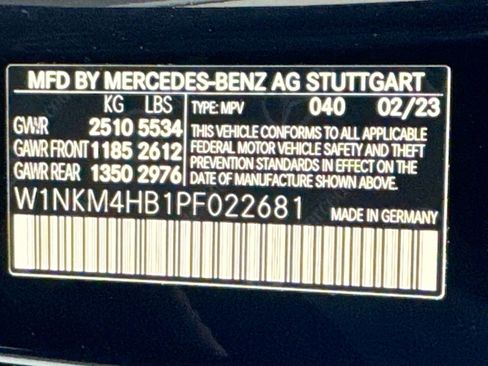 MFD BY MERCEDES-BENZ AG STUTTGART
KG LBS TYPE: MPV 040 02/23
GVWR 2510 5534
GAWR FRONT 1185 2612
GAWR REAR 1350 2976
THIS VEHICLE CONFORMS TO ALL APPLICABLE
FEDERAL MOTOR VEHICLE SAFETY AND THEFT
PREVENTION STANDARDS IN EFFECT ON THE
DATE OF MANUFACTURE SHOWN ABOVE.
W1NKM4HB1PF022681 MADE IN GERMANY